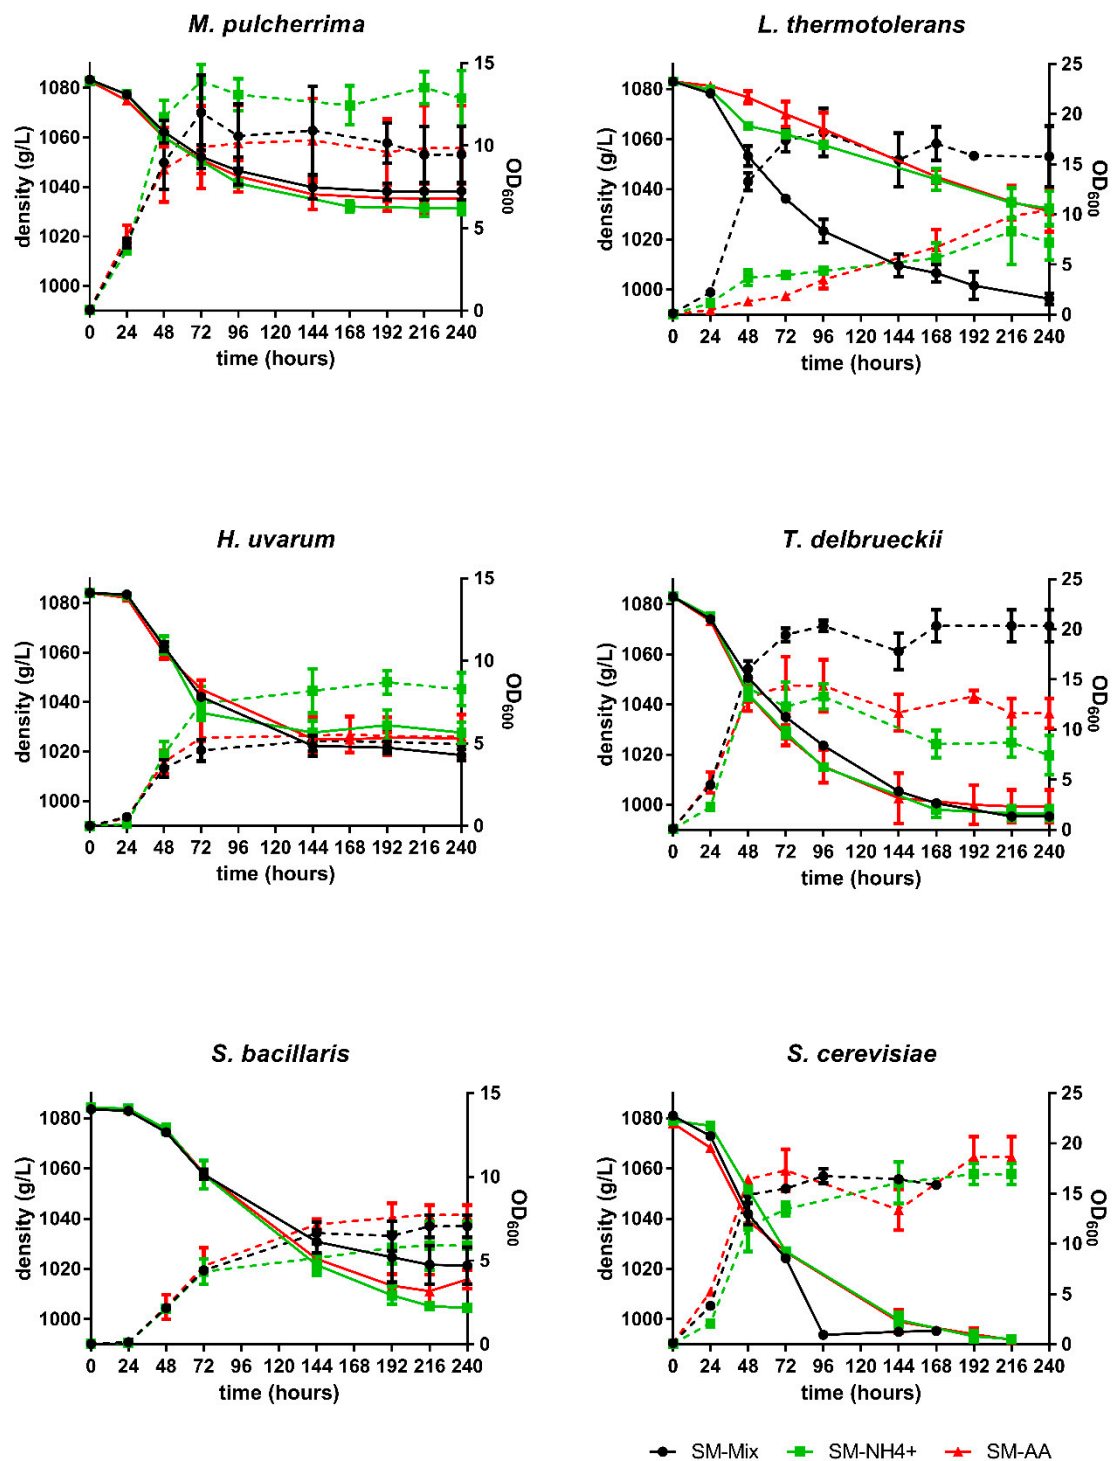 M. pulcherrima
L. thermotolerans
density (g/L)
1080
1060
1040
1020
1000
15
10
5
0
OD600
0 24 48 72 96 120 144 168 192 216 240
time (hours)
density (g/L)
1080
1060
1040
1020
1000
25
20
15
10
5
0
OD600
0 24 48 72 96 120 144 168 192 216 240
time (hours)
H. uvarum
T. delbrueckii
density (g/L)
1080
1060
1040
1020
1000
15
10
5
0
OD600
0 24 48 72 96 120 144 168 192 216 240
time (hours)
density (g/L)
1080
1060
1040
1020
1000
25
20
15
10
5
0
OD600
0 24 48 72 96 120 144 168 192 216 240
time (hours)
S. bacillaris
S. cerevisiae
density (g/L)
1080
1060
1040
1020
1000
15
10
5
0
OD600
0 24 48 72 96 120 144 168 192 216 240
time (hours)
density (g/L)
1080
1060
1040
1020
1000
25
20
15
10
5
0
OD600
0 24 48 72 96 120 144 168 192 216 240
time (hours)
SM-Mix SM-NH4+ SM-AA